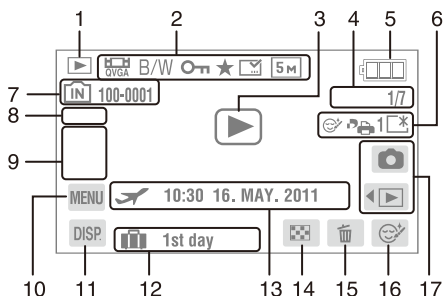 1 2 3 4 5 6
QVGA B/W 5M
7 IN 100-0001 1/7
8 1
9
MENU 10:30 16. MAY. 2011
DISP. 1st day
10 11 12 13 14 15 16 17